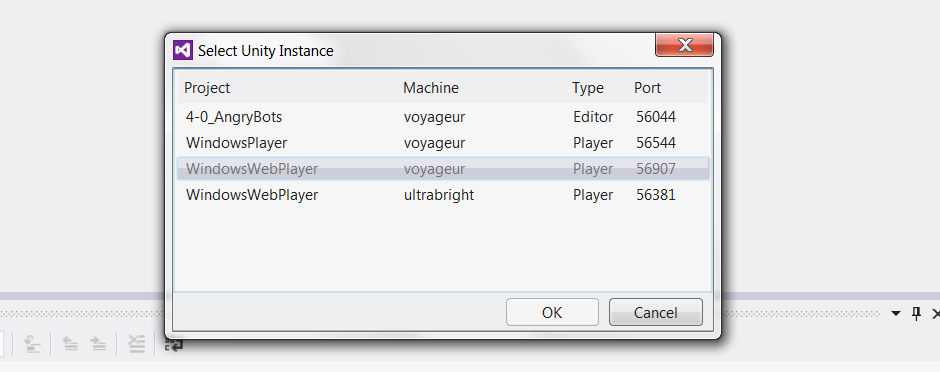 Select Unity Instance
Project Machine Type Port
4-0_AngryBots voyageur Editor 56044
WindowsPlayer voyageur Player 56544
WindowsWebPlayer voyageur Player 56907
WindowsWebPlayer ultrabright Player 56381
OK Cancel